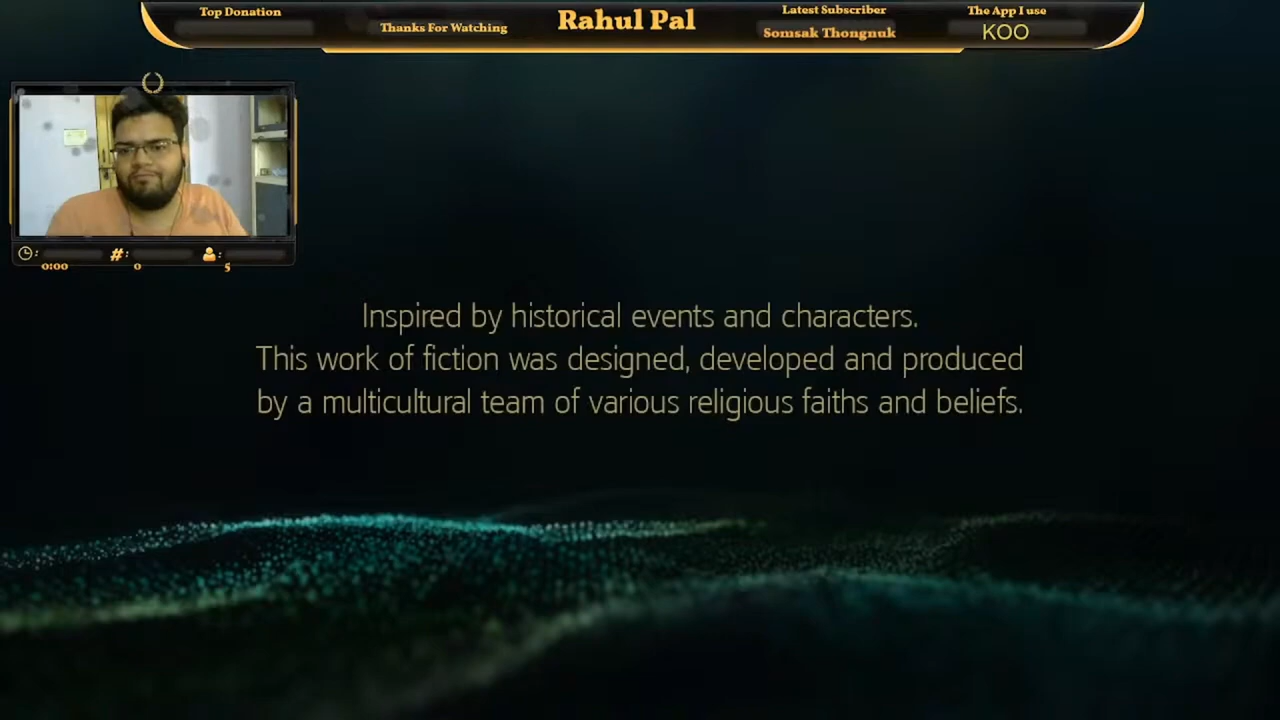 Top Donation
Thanks For Watching
Rahul Pal
Latest Subscriber
Somsak Thongnuk
The App I use
KOO
0:00
#: 0
5
Inspired by historical events and characters.
This work of fiction was designed, developed and produced
by a multicultural team of various religious faiths and beliefs.